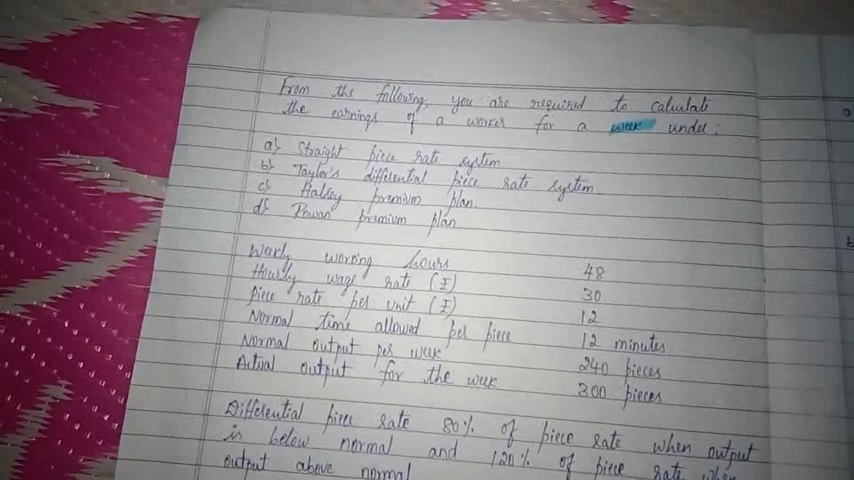 From the following, you are required to calculate
the earnings of a worker for a week under:
a) Straight piece rate system
b) Taylor's differential piece rate system
c) Halsey premium plan
d) Rowan premium plan
Weekly working hours 48
Hourly wage rate (₹) 30
Piece rate per unit (₹) 12
Normal time allowed per piece 12 minutes
Normal output per week 240 pieces
Actual output for the week 300 pieces
Differential piece rate 80% of piece rate when output
is below normal and 120% of piece rate when
output above normal